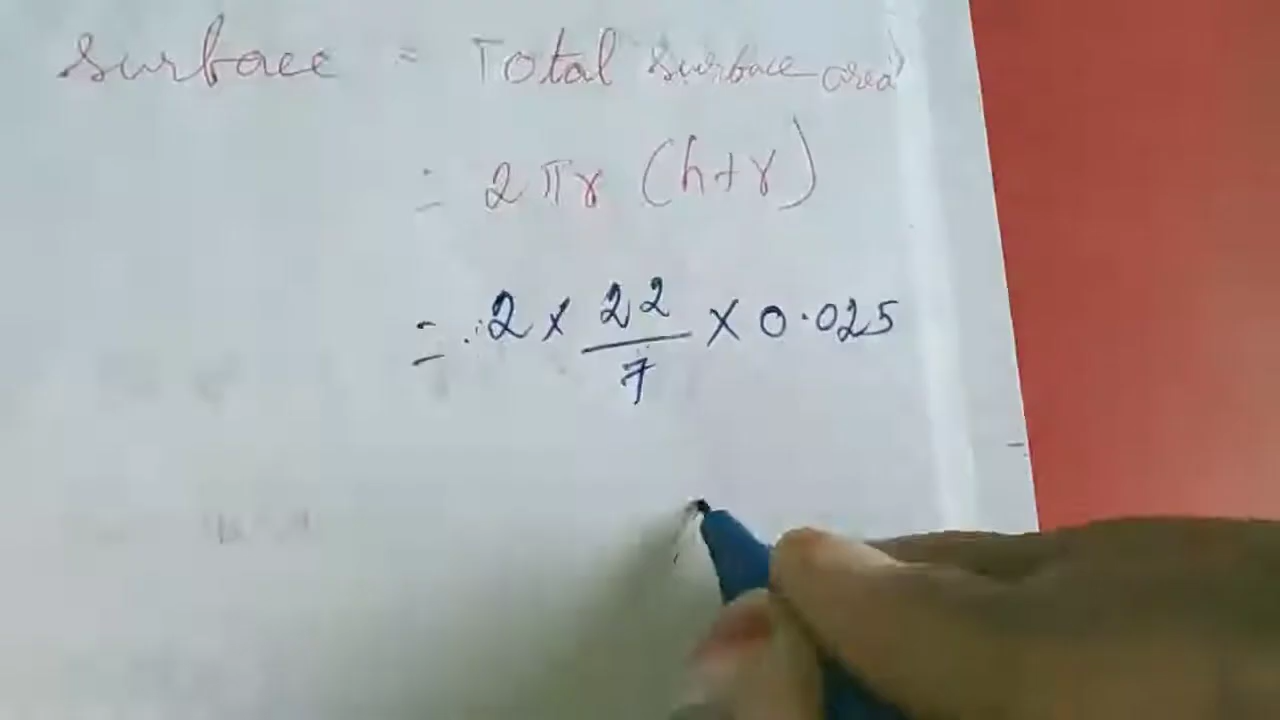 surface = Total surface area
= 2πr (h+r)
= 2 × 22/7 × 0.025